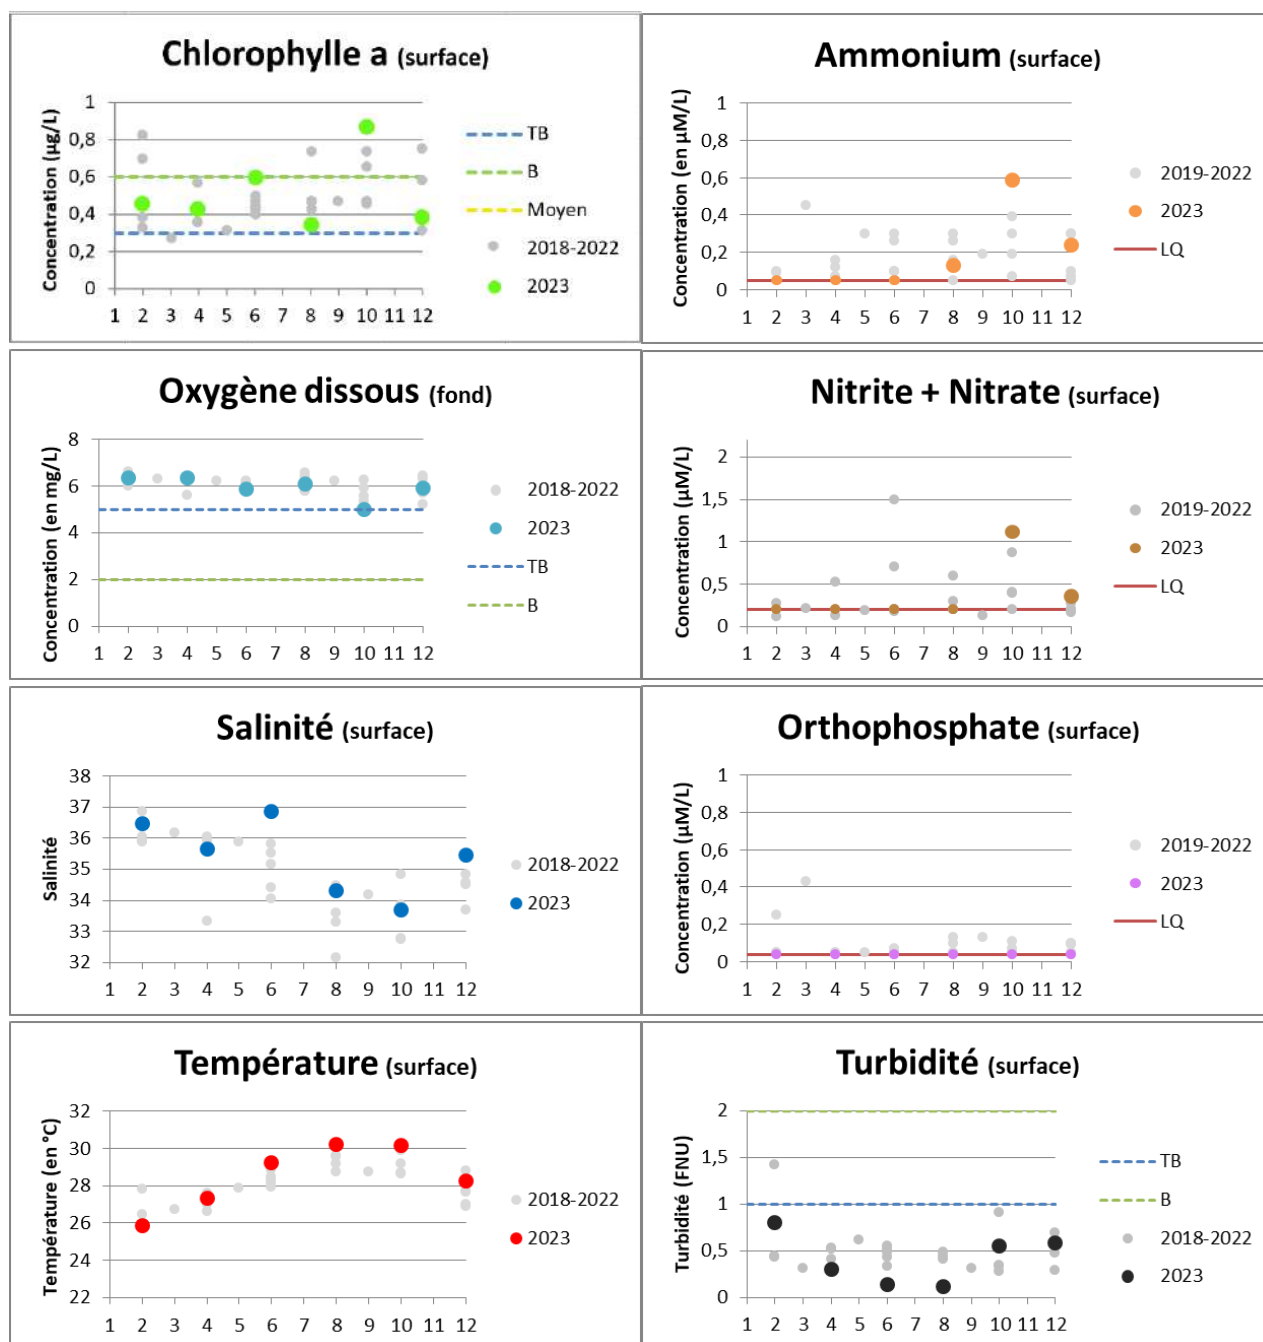 Chlorophylle a (surface)
Concentration (µg/L)
1
0,8
0,6
0,4
0,2
0
1 2 3 4 5 6 7 8 9 10 11 12
TB
B
Moyen
2018-2022
2023
Ammonium (surface)
Concentration (en µM/L)
1
0,8
0,6
0,4
0,2
0
1 2 3 4 5 6 7 8 9 10 11 12
2019-2022
2023
LQ
Oxygène dissous (fond)
Concentration (en mg/L)
8
6
4
2
0
1 2 3 4 5 6 7 8 9 10 11 12
2018-2022
2023
TB
B
Nitrite + Nitrate (surface)
Concentration (µM/L)
2
1,5
1
0,5
0
1 2 3 4 5 6 7 8 9 10 11 12
2019-2022
2023
LQ
Salinité (surface)
Salinité
38
37
36
35
34
33
32
1 2 3 4 5 6 7 8 9 10 11 12
2018-2022
2023
Orthophosphate (surface)
Concentration (µM/L)
1
0,8
0,6
0,4
0,2
0
1 2 3 4 5 6 7 8 9 10 11 12
2019-2022
2023
LQ
Température (surface)
Température (en °C)
32
30
28
26
24
22
1 2 3 4 5 6 7 8 9 10 11 12
2018-2022
2023
Turbidité (surface)
Turbidité (FNU)
2
1,5
1
0,5
0
1 2 3 4 5 6 7 8 9 10 11 12
TB
B
2018-2022
2023